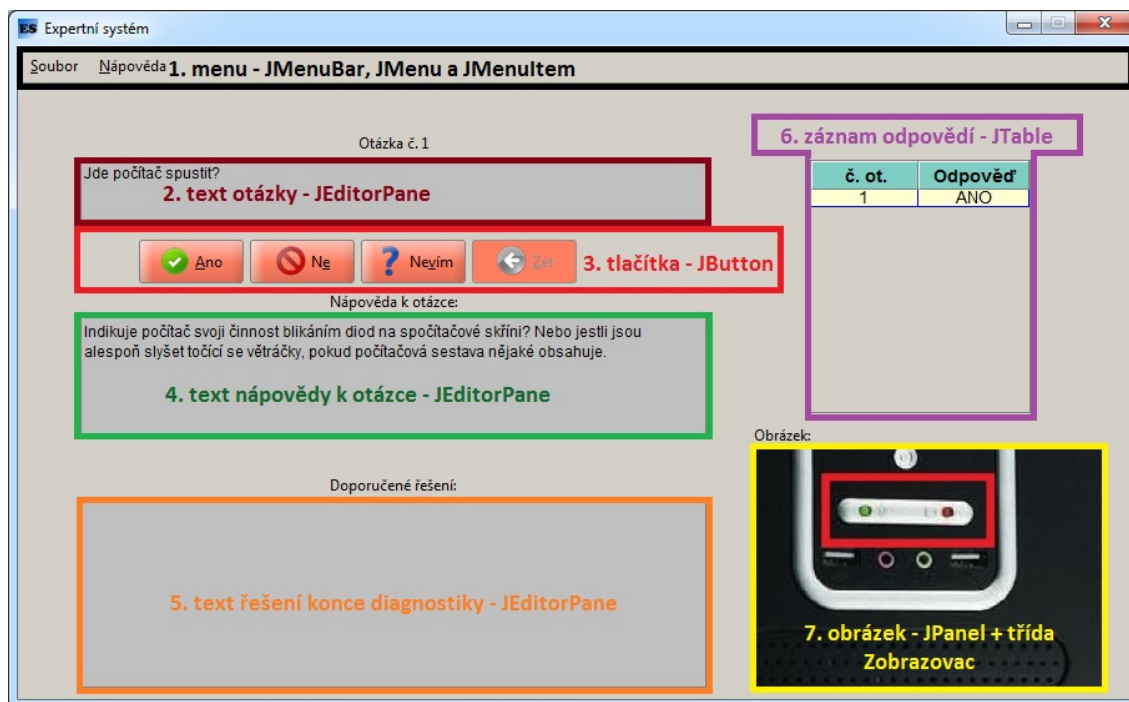 ES Expertní systém
Soubor Nápověda 1. menu - JMenuBar, JMenu a JMenuItem
Otázka č. 1
Jde počítač spustit?
2. text otázky - JEditorPane
Ano Ne Nevím Zět 3. tlačítka - JButton
Nápověda k otázce:
Indikuje počítač svoji činnost blikáním diod na spočítačové skříni? Nebo jestli jsou
alespoň slyšet točící se větráčky, pokud počítačová sestava nějaké obsahuje.
4. text nápovědy k otázce - JEditorPane
Doporučené řešení:
5. text řešení konce diagnostiky - JEditorPane
6. záznam odpovědí - JTable
č. ot. Odpověď
1 ANO
Obrázek:
7. obrázek - JPanel + třída
Zobrazovac